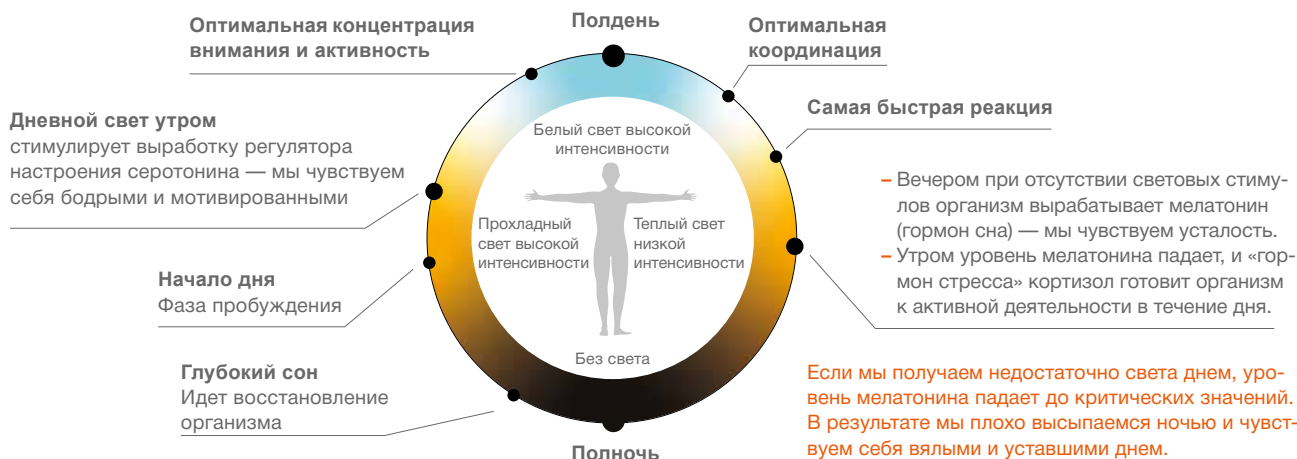 Полдень
Оптимальная концентрация
внимания и активность
Оптимальная
координация
Самая быстрая реакция
Дневной свет утром
стимулирует выработку регулятора
настроения серотонина — мы чувствуем
себя бодрыми и мотивированными
Белый свет высокой
интенсивности
Прохладный
свет высокой
интенсивности
Теплый свет
низкой
интенсивности
Без света
– Вечером при отсутствии световых стиму-
лов организм вырабатывает мелатонин
(гормон сна) — мы чувствуем усталость.
– Утром уровень мелатонина падает, и «гор-
мон стресса» кортизол готовит организм
к активной деятельности в течение дня.
Начало дня
Фаза пробуждения
Глубокий сон
Идет восстановление
организма
Если мы получаем недостаточно света днем, уро-
вень мелатонина падает до критических значений.
В результате мы плохо высыпаемся ночью и чувст-
вуем себя вялыми и уставшими днем.
Полночь